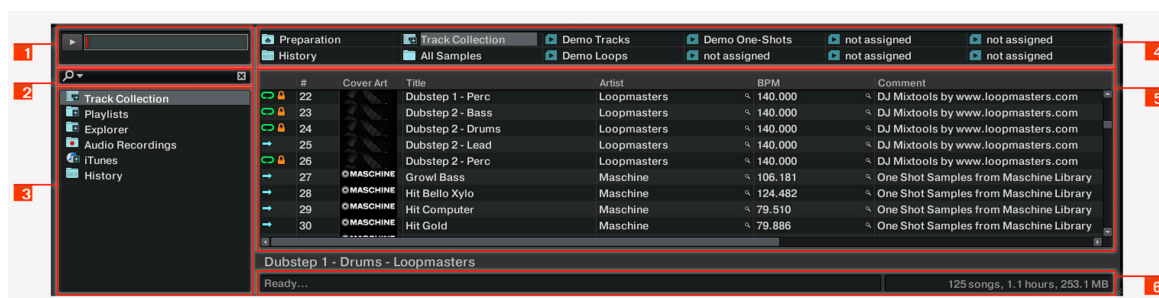 1
Preparation Track Collection Demo Tracks Demo One-Shots not assigned not assigned
4
History All Samples Demo Loops not assigned not assigned not assigned
2
# Cover Art Title Artist BPM Comment
5
Track Collection
Playlists
Explorer
Audio Recordings
iTunes
History
3
22 Dubstep 1 - Perc Loopmasters 140.000 DJ Mixtools by www.loopmasters.com
23 Dubstep 2 - Bass Loopmasters 140.000 DJ Mixtools by www.loopmasters.com
24 Dubstep 2 - Drums Loopmasters 140.000 DJ Mixtools by www.loopmasters.com
25 Dubstep 2 - Lead Loopmasters 140.000 DJ Mixtools by www.loopmasters.com
26 Dubstep 2 - Perc Loopmasters 140.000 DJ Mixtools by www.loopmasters.com
27 MASCHINE Growl Bass Maschine 106.181 One Shot Samples from Maschine Library
28 MASCHINE Hit Bello Xylo Maschine 124.482 One Shot Samples from Maschine Library
29 MASCHINE Hit Computer Maschine 79.510 One Shot Samples from Maschine Library
30 MASCHINE Hit Gold Maschine 79.886 One Shot Samples from Maschine Library
Dubstep 1 - Drums - Loopmasters
Ready... 125 songs, 1.1 hours, 253.1 MB
6